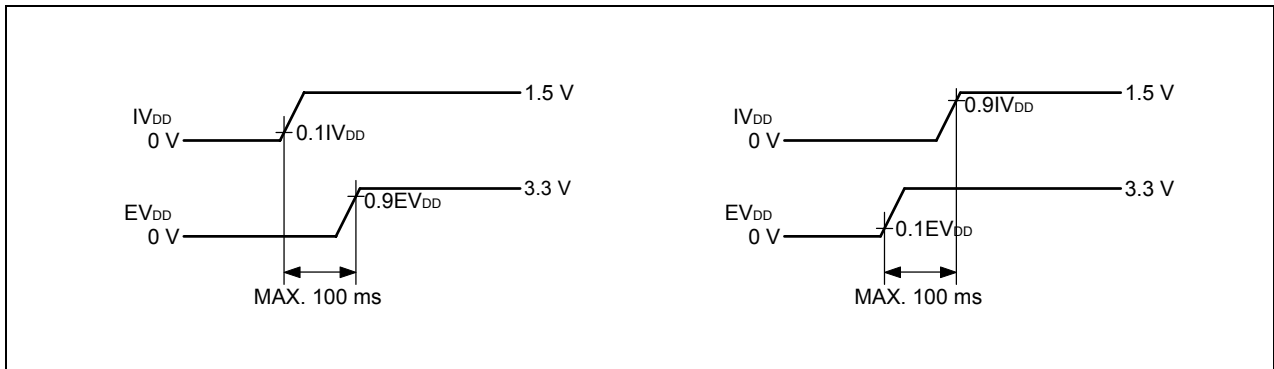 IVDD
0 V
1.5 V
0.1IVDD
EVDD
0 V
3.3 V
0.9EVDD
MAX. 100 ms
IVDD
0 V
1.5 V
0.9IVDD
EVDD
0 V
3.3 V
0.1EVDD
MAX. 100 ms